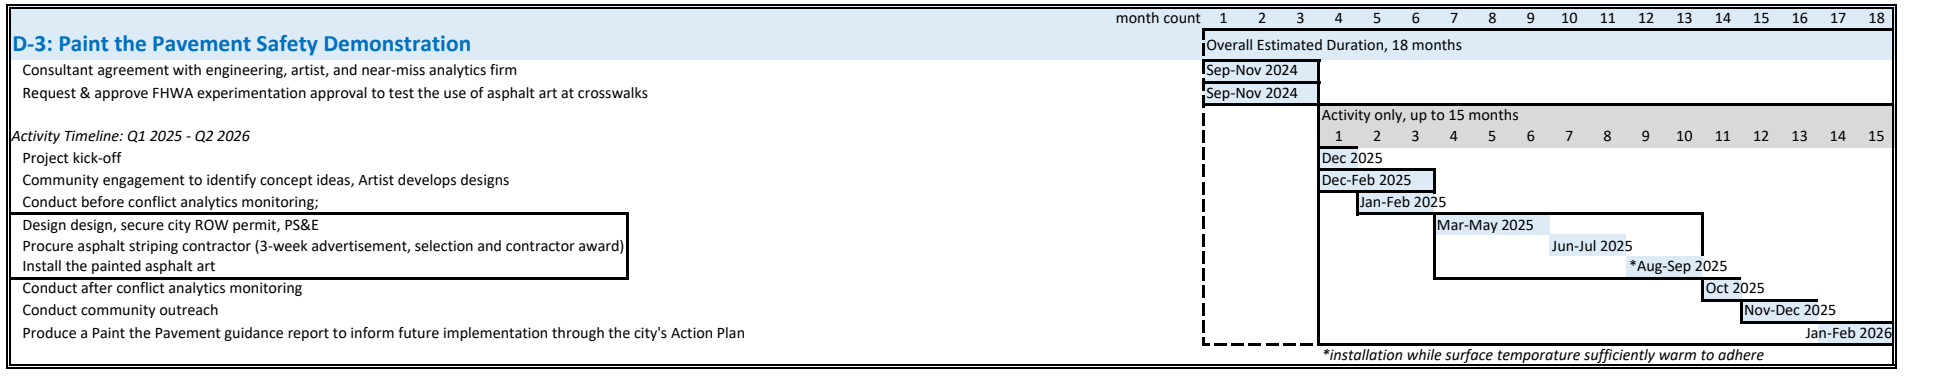 month count 1 2 3 4 5 6 7 8 9 10 11 12 13 14 15 16 17 18
D-3: Paint the Pavement Safety Demonstration Overall Estimated Duration, 18 months
Consultant agreement with engineering, artist, and near-miss analytics firm Sep-Nov 2024
Request & approve FHWA experimentation approval to test the use of asphalt art at crosswalks Sep-Nov 2024
Activity only, up to 15 months
Activity Timeline: Q1 2025 - Q2 2026 1 2 3 4 5 6 7 8 9 10 11 12 13 14 15
Project kick-off Dec 2025
Community engagement to identify concept ideas, Artist develops designs Dec-Feb 2025
Conduct before conflict analytics monitoring; Jan-Feb 2025
Design design, secure city ROW permit, PS&E Mar-May 2025
Procure asphalt striping contractor (3-week advertisement, selection and contractor award) Jun-Jul 2025
Install the painted asphalt art *Aug-Sep 2025
Conduct after conflict analytics monitoring Oct 2025
Conduct community outreach Nov-Dec 2025
Produce a Paint the Pavement guidance report to inform future implementation through the city's Action Plan Jan-Feb 2026
*installation while surface temperature sufficiently warm to adhere